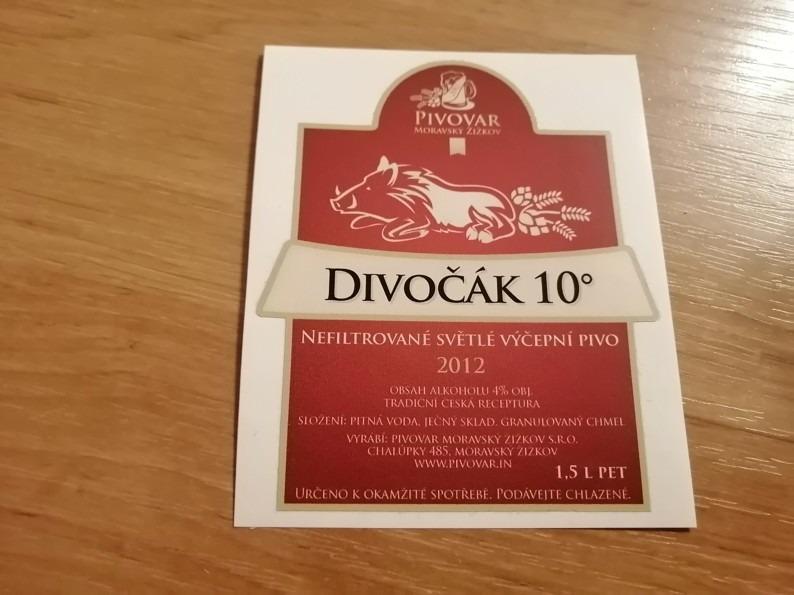 PIVOVAR
MORAVSKÝ ŽIŽKOV
DIVOČÁK 10°
NEFILTROVANÉ SVĚTLÉ VÝČEPNÍ PIVO
2012
OBSAH ALKOHOLU 4% OBJ.
TRADIČNÍ ČESKÁ RECEPTURA
SLOŽENÍ: PITNÁ VODA, JEČNÝ SKLAD. GRANULOVANÝ CHMEL
VYRÁBÍ: PIVOVAR MORAVSKÝ ŽIŽKOV S.R.O.
CHALÚPKY 485, MORAVSKÝ ŽIŽKOV
WWW.PIVOVAR.IN
1,5 L PET
URČENO K OKAMŽITÉ SPOTŘEBĚ. PODÁVEJTE CHLAZENÉ.